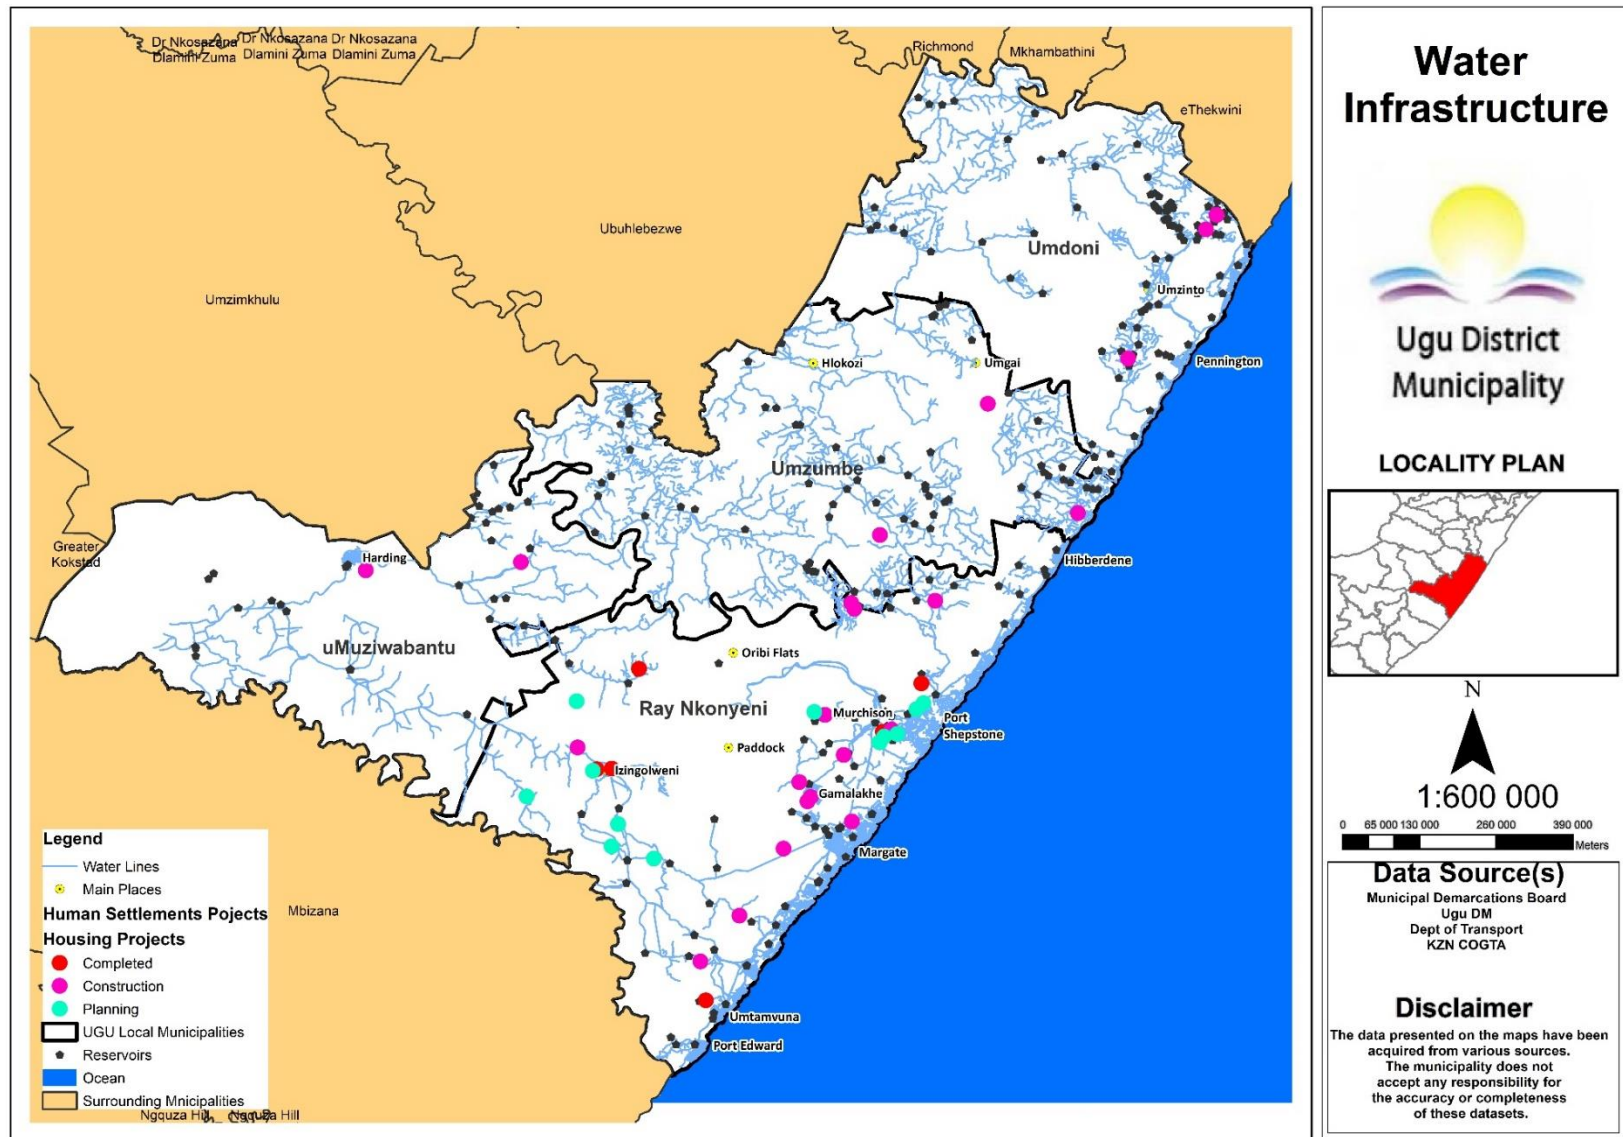 Dr Nkosazana
Dlamini Zuma
Dr Nkosazana
Dlamini Zuma
Dr Nkosazana
Dlamini Zuma
Richmond
Mkhambathini
eThekwini
Ubuhlebezwe
Umzimkhulu
Umdoni
Umzinto
Hlokozi
Umgai
Pennington
Umzumbe
Greater
Kokstad
Harding
Hibberdene
uMuziwabantu
Oribi Flats
Ray Nkonyeni
Murchison
Port
Shepstone
Paddock
Izingolweni
Gamalakhe
Margate
Mbizana
Umtamvuna
Port Edward
Legend
Water Lines
Main Places
Human Settlements Pojects
Housing Projects
Completed
Construction
Planning
UGU Local Municipalities
Reservoirs
Ocean
Surrounding Mnicipalities
Ngquza Hill
Water
Infrastructure
Ugu District
Municipality
LOCALITY PLAN
N
1:600 000
0 65 000 130 000 260 000 390 000
Meters
Data Source(s)
Municipal Demarcations Board
Ugu DM
Dept of Transport
KZN COGTA
Disclaimer
The data presented on the maps have been
acquired from various sources.
The municipality does not
accept any responsibility for
the accuracy or completeness
of these datasets.